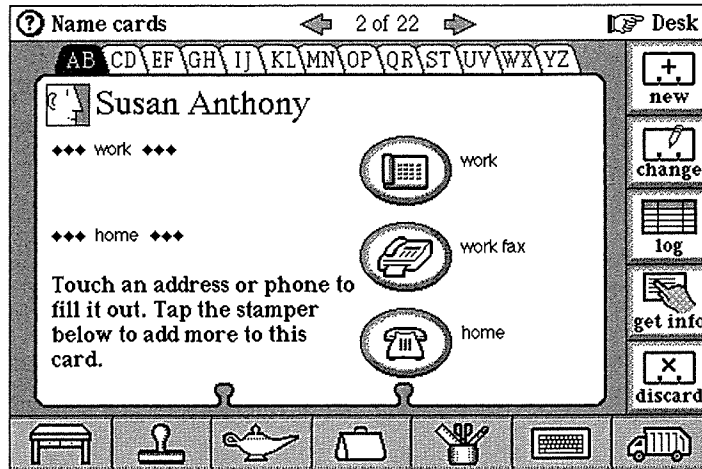 Name cards
2 of 22
Desk
AB CD EF GH IJ KL MN OP QR ST UV WX YZ
Susan Anthony
work
work
home
work fax
Touch an address or phone to
fill it out. Tap the stamper
below to add more to this
card.
home
new
change
log
get info
discard